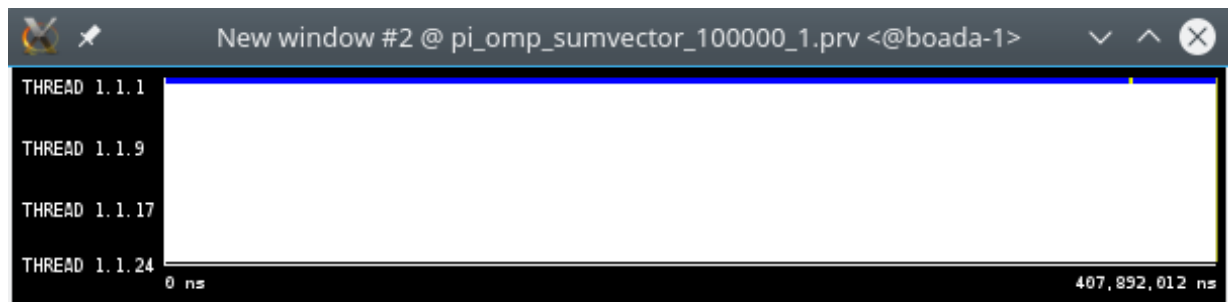 New window #2 @ pi_omp_sumvector_100000_1.prv <@boada-1>
THREAD 1.1.1
THREAD 1.1.9
THREAD 1.1.17
THREAD 1.1.24
0 ns 407,892,012 ns